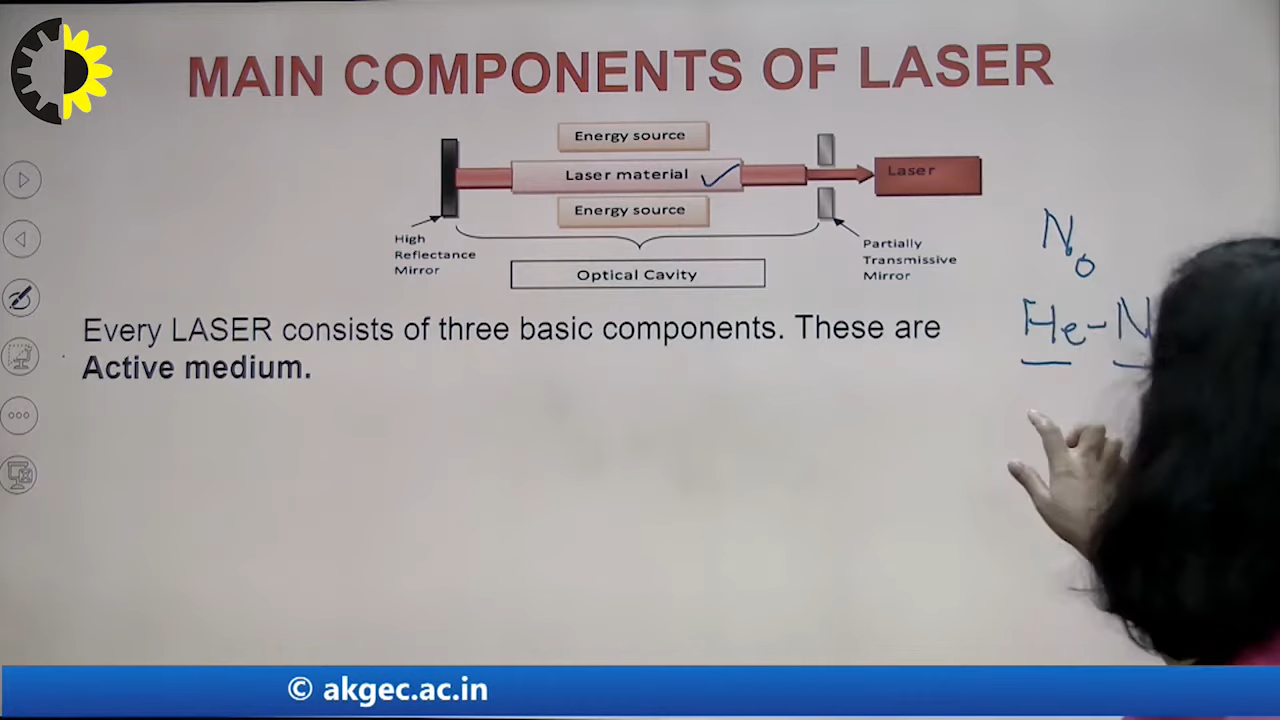 MAIN COMPONENTS OF LASER
Energy source
Laser material
Laser
Energy source
High
Reflectance
Mirror
Partially
Transmissive
Mirror
Optical Cavity
Every LASER consists of three basic components. These are
Active medium.
N₀
He-N
© akgec.ac.in